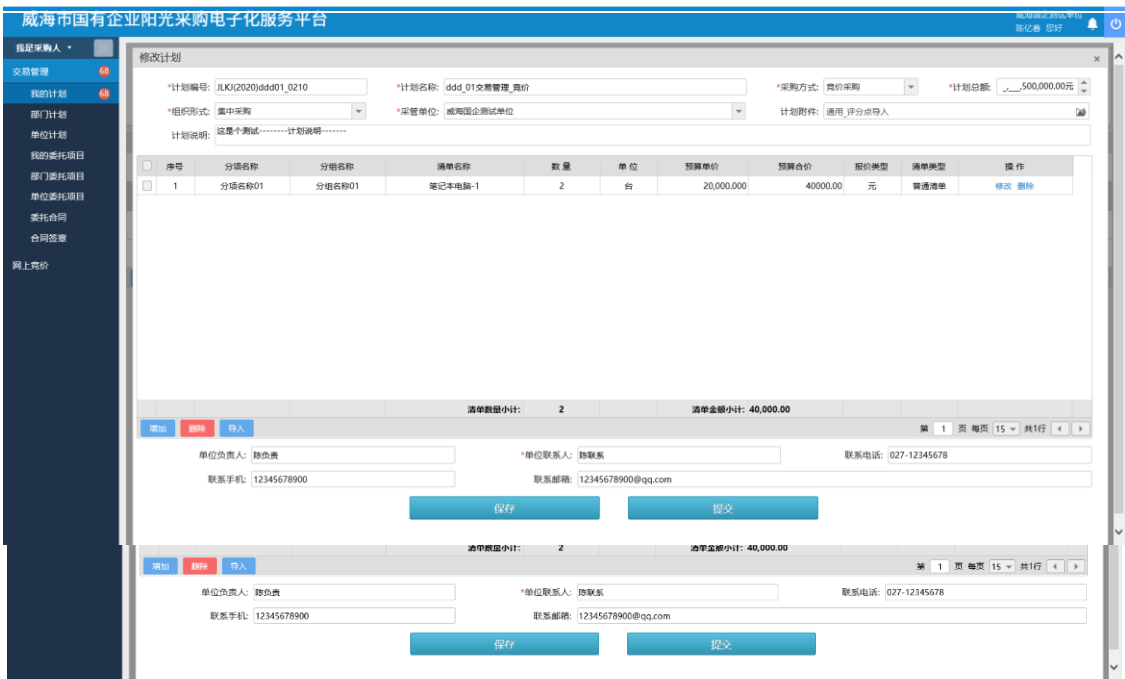 威海市国有企业阳光采购电子化服务平台
威海国企测试单位
陈亿春 您好
我是采购人
交易管理 68
我的计划 68
部门计划
单位计划
我的委托项目
部门委托项目
单位委托项目
委托合同
合同签章
网上竞价
修改计划 ×
*计划编号: JLKJ(2020)ddd01_0210 *计划名称: ddd_01交易管理_竞价 *采购方式: 竞价采购 *计划总额: _,__,500,000.00元
*组织形式: 集中采购 *采管单位: 威海国企测试单位 计划附件: 通用_评分点导入
计划说明: 这是个测试--------计划说明-------
序号 分项名称 分组名称 清单名称 数 量 单 位 预算单价 预算合价 报价类型 清单类型 操 作
1 分项名称01 分组名称01 笔记本电脑-1 2 台 20,000.000 40000.00 元 普通清单 修改 删除
清单数量小计: 2 清单金额小计: 40,000.00
增加 删除 导入 第 1 页 每页 15 共1行
单位负责人: 陈负责 *单位联系人: 陈联系 联系电话: 027-12345678
联系手机: 12345678900 联系邮箱: 12345678900@qq.com
保存 提交
清单数量小计: 2 清单金额小计: 40,000.00
增加 删除 导入 第 1 页 每页 15 共1行
单位负责人: 陈负责 *单位联系人: 陈联系 联系电话: 027-12345678
联系手机: 12345678900 联系邮箱: 12345678900@qq.com
保存 提交